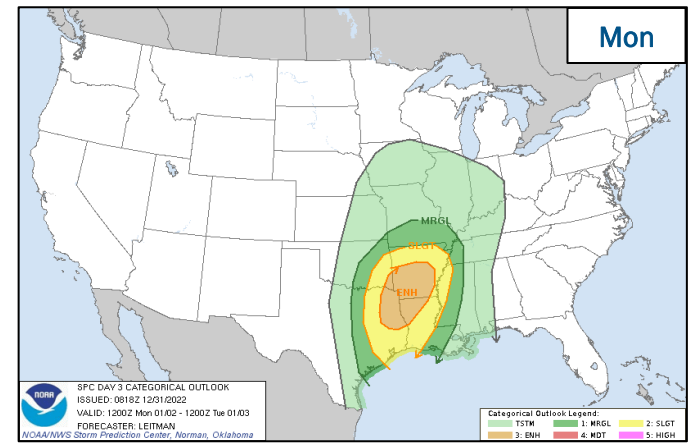 Mon
MRGL
SLGT
ENH
NOAA
SPC DAY 3 CATEGORICAL OUTLOOK
ISSUED: 0818Z 12/31/2022
VALID: 1200Z Mon 01/02 - 1200Z Tue 01/03
FORECASTER: LEITMAN
NOAA/NWS Storm Prediction Center, Norman, Oklahoma
Categorical Outlook Legend:
TSTM 1: MRGL 2: SLGT
3: ENH 4: MDT 5: HIGH